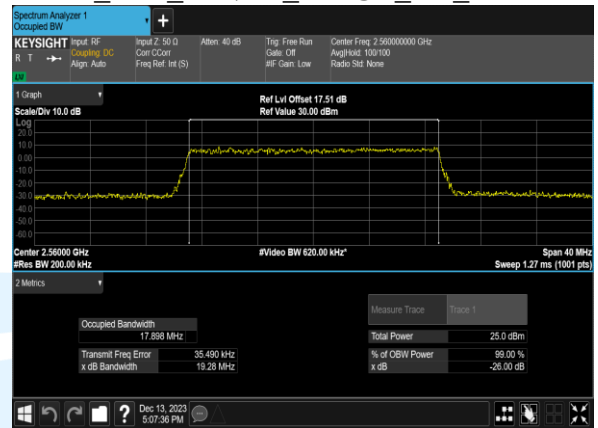 Spectrum Analyzer 1
Occupied BW
+
KEYSIGHT Input: RF Input Z: 50 Ω Atten: 40 dB Trig: Free Run Center Freq: 2.560000000 GHz
R T Coupling: DC Corr CCorr Gate: Off Avg|Hold: 100/100
Align: Auto Freq Ref: Int (S) #IF Gain: Low Radio Std: None
LV
1 Graph
Ref Lvl Offset 17.51 dB
Scale/Div 10.0 dB Ref Value 30.00 dBm
Log
20.0
10.0
0.00
-10.0
-20.0
-30.0
-40.0
-50.0
-60.0
Center 2.56000 GHz #Video BW 620.00 kHz* Span 40 MHz
#Res BW 200.00 kHz Sweep 1.27 ms (1001 pts)
2 Metrics
Measure Trace Trace 1
Occupied Bandwidth
17.898 MHz Total Power 25.0 dBm
Transmit Freq Error 35.490 kHz % of OBW Power 99.00 %
x dB Bandwidth 19.28 MHz x dB -26.00 dB
? Dec 13, 2023
5:07:36 PM